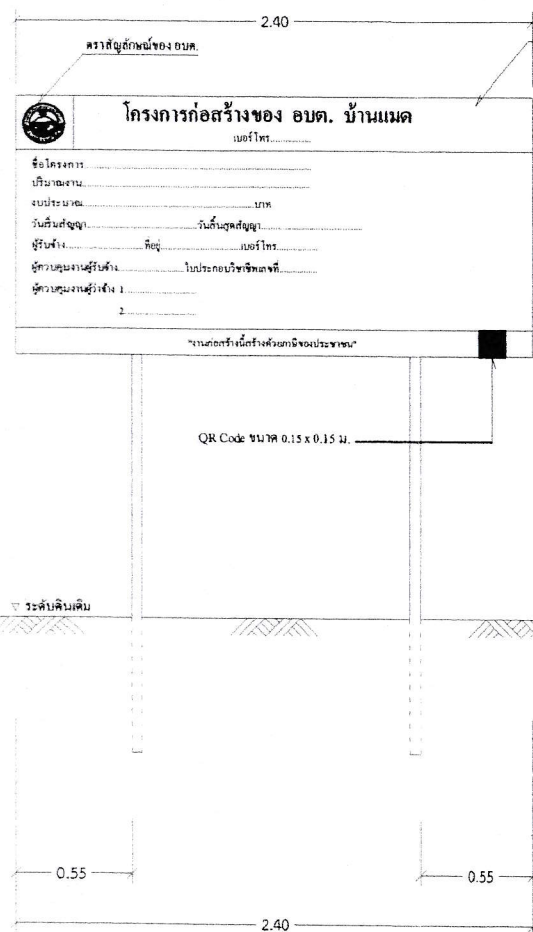 2.40
ตราสัญลักษณ์ของ อบต.
โครงการก่อสร้างของ อบต. บ้านแมด
เบอร์โทร..............
ชื่อโครงการ......................................................
ปริมาณงาน......................................................
งบประมาณ..........................................บาท
วันเริ่มสัญญา..........................วันสิ้นสุดสัญญา..........................
ผู้รับจ้าง....................ที่อยู่....................เบอร์โทร..........
ผู้ควบคุมงานผู้รับจ้าง................ใบประกอบวิชาชีพเลขที่..........
ผู้ควบคุมงานผู้ว่าจ้าง 1..................
2..................
"งานก่อสร้างนี้สร้างด้วยภาษีของประชาชน"
QR Code ขนาด 0.15 x 0.15 ม.
ระดับดินเดิม
0.55
0.55
2.40